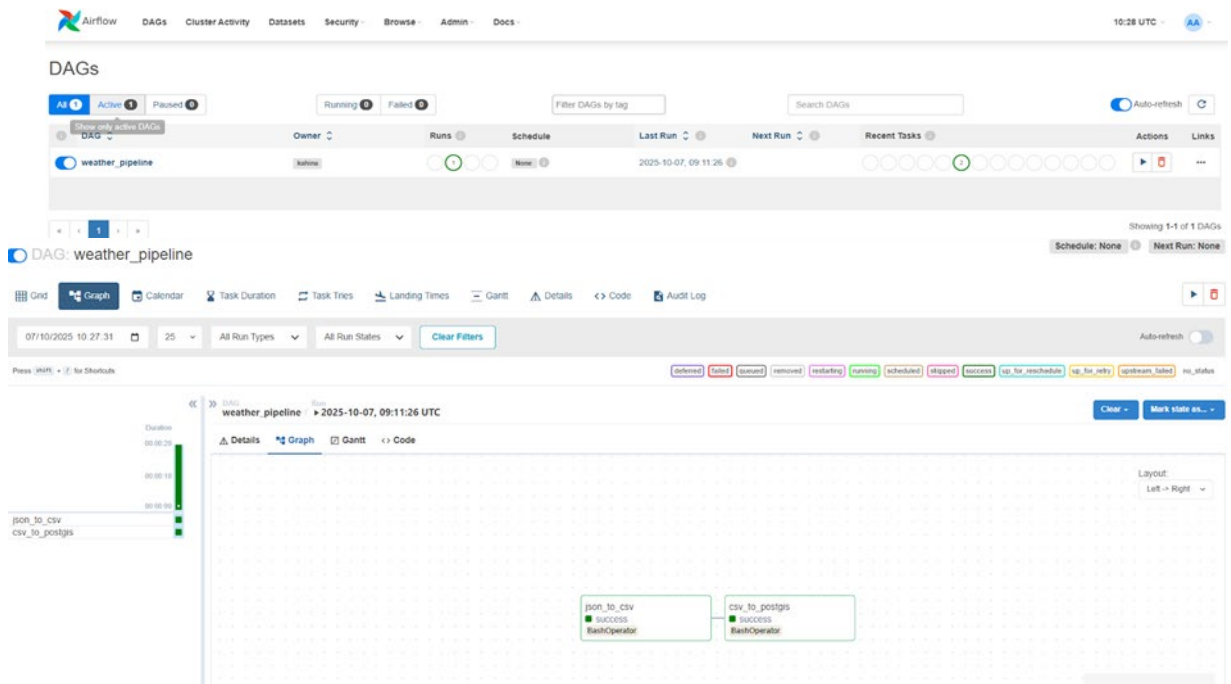 Airflow DAGs Cluster Activity Datasets Security Browse Admin Docs 10:28 UTC AA
DAGs
All 1 Active 1 Paused 0 Running 0 Failed 0 Filter DAGs by tag Search DAGs Auto-refresh
Show only active DAGs
DAG Owner Runs Schedule Last Run Next Run Recent Tasks Actions Links
weather_pipeline kahina 1 None 2025-10-07, 09:11:26 2
« ‹ 1 › » Showing 1-1 of 1 DAGs
DAG: weather_pipeline Schedule: None Next Run: None
Grid Graph Calendar Task Duration Task Tries Landing Times Gantt Details <> Code Audit Log
07/10/2025 10:27:31 25 All Run Types All Run States Clear Filters Auto-refresh
Press shift + / for Shortcuts deferred failed queued removed restarting running scheduled skipped success up_for_reschedule up_for_retry upstream_failed no_status
DAG Run
weather_pipeline / 2025-10-07, 09:11:26 UTC Clear Mark state as...
Duration
00:00:20
00:00:10
00:00:00
Details Graph Gantt <> Code
Layout:
Left -> Right
json_to_csv
csv_to_postgis
json_to_csv
success
BashOperator
csv_to_postgis
success
BashOperator